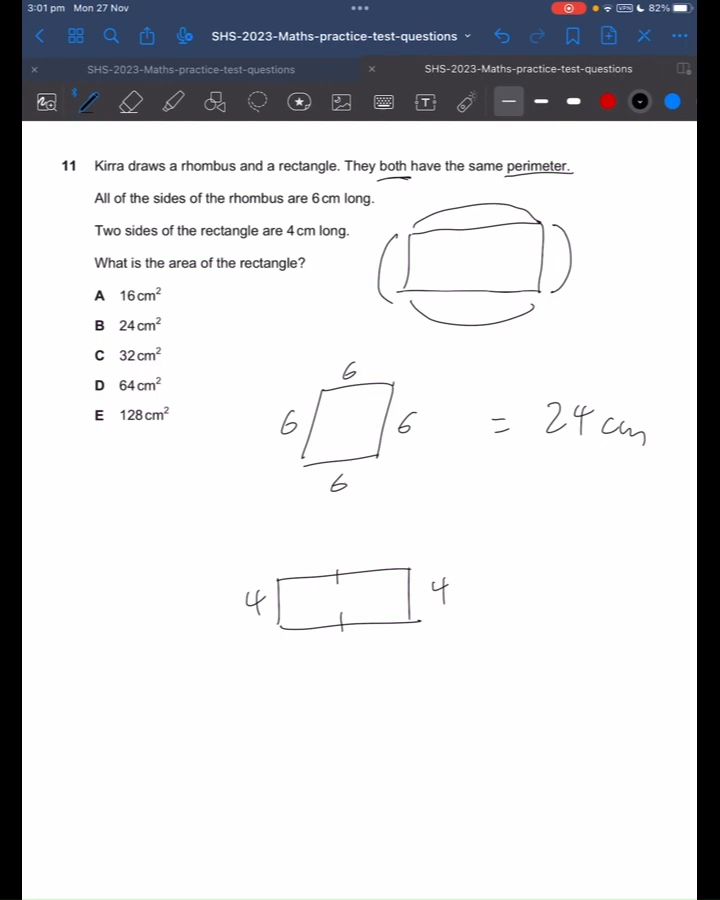 3:01 pm Mon 27 Nov
VPN 82%
SHS-2023-Maths-practice-test-questions
SHS-2023-Maths-practice-test-questions
SHS-2023-Maths-practice-test-questions
T
11 Kirra draws a rhombus and a rectangle. They both have the same perimeter.
All of the sides of the rhombus are 6 cm long.
Two sides of the rectangle are 4 cm long.
What is the area of the rectangle?
A 16 cm²
B 24 cm²
C 32 cm²
D 64 cm²
E 128 cm²
6
6 6 = 24 cm
6
4 4